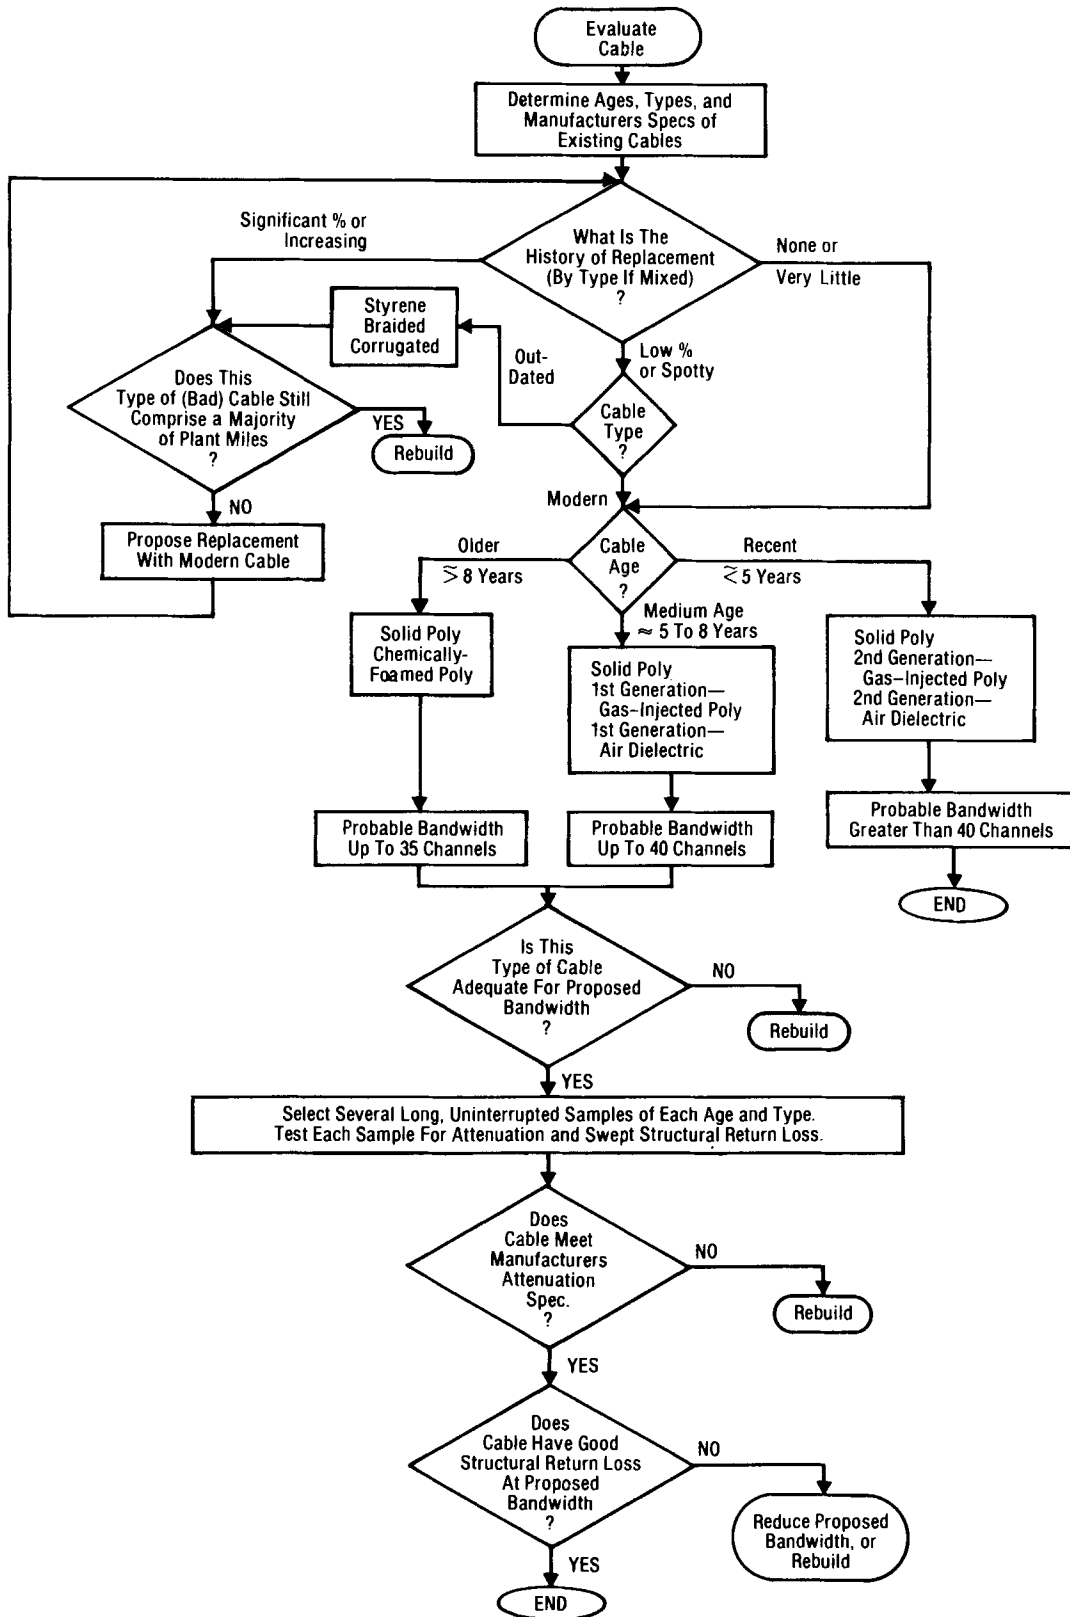 Evaluate
Cable
Determine Ages, Types, and
Manufacturers Specs of
Existing Cables
Significant % or
Increasing
What Is The
History of Replacement
(By Type If Mixed)
?
None or
Very Little
Styrene
Braided
Corrugated
Out-
Dated
Low %
or Spotty
Does This
Type of (Bad) Cable Still
Comprise a Majority
of Plant Miles
?
YES
Rebuild
Cable
Type
?
NO
Modern
Propose Replacement
With Modern Cable
Older
≳ 8 Years
Cable
Age
?
Recent
≲ 5 Years
Medium Age
≈ 5 To 8 Years
Solid Poly
Chemically-
Foamed Poly
Solid Poly
1st Generation—
Gas-Injected Poly
1st Generation—
Air Dielectric
Solid Poly
2nd Generation—
Gas-Injected Poly
2nd Generation—
Air Dielectric
Probable Bandwidth
Up To 35 Channels
Probable Bandwidth
Up To 40 Channels
Probable Bandwidth
Greater Than 40 Channels
END
Is This
Type of Cable
Adequate For Proposed
Bandwidth
?
NO
Rebuild
YES
Select Several Long, Uninterrupted Samples of Each Age and Type.
Test Each Sample For Attenuation and Swept Structural Return Loss.
Does
Cable Meet
Manufacturers
Attenuation
Spec.
?
NO
Rebuild
YES
Does
Cable Have Good
Structural Return Loss
At Proposed
Bandwidth
?
NO
Reduce Proposed
Bandwidth, or
Rebuild
YES
END